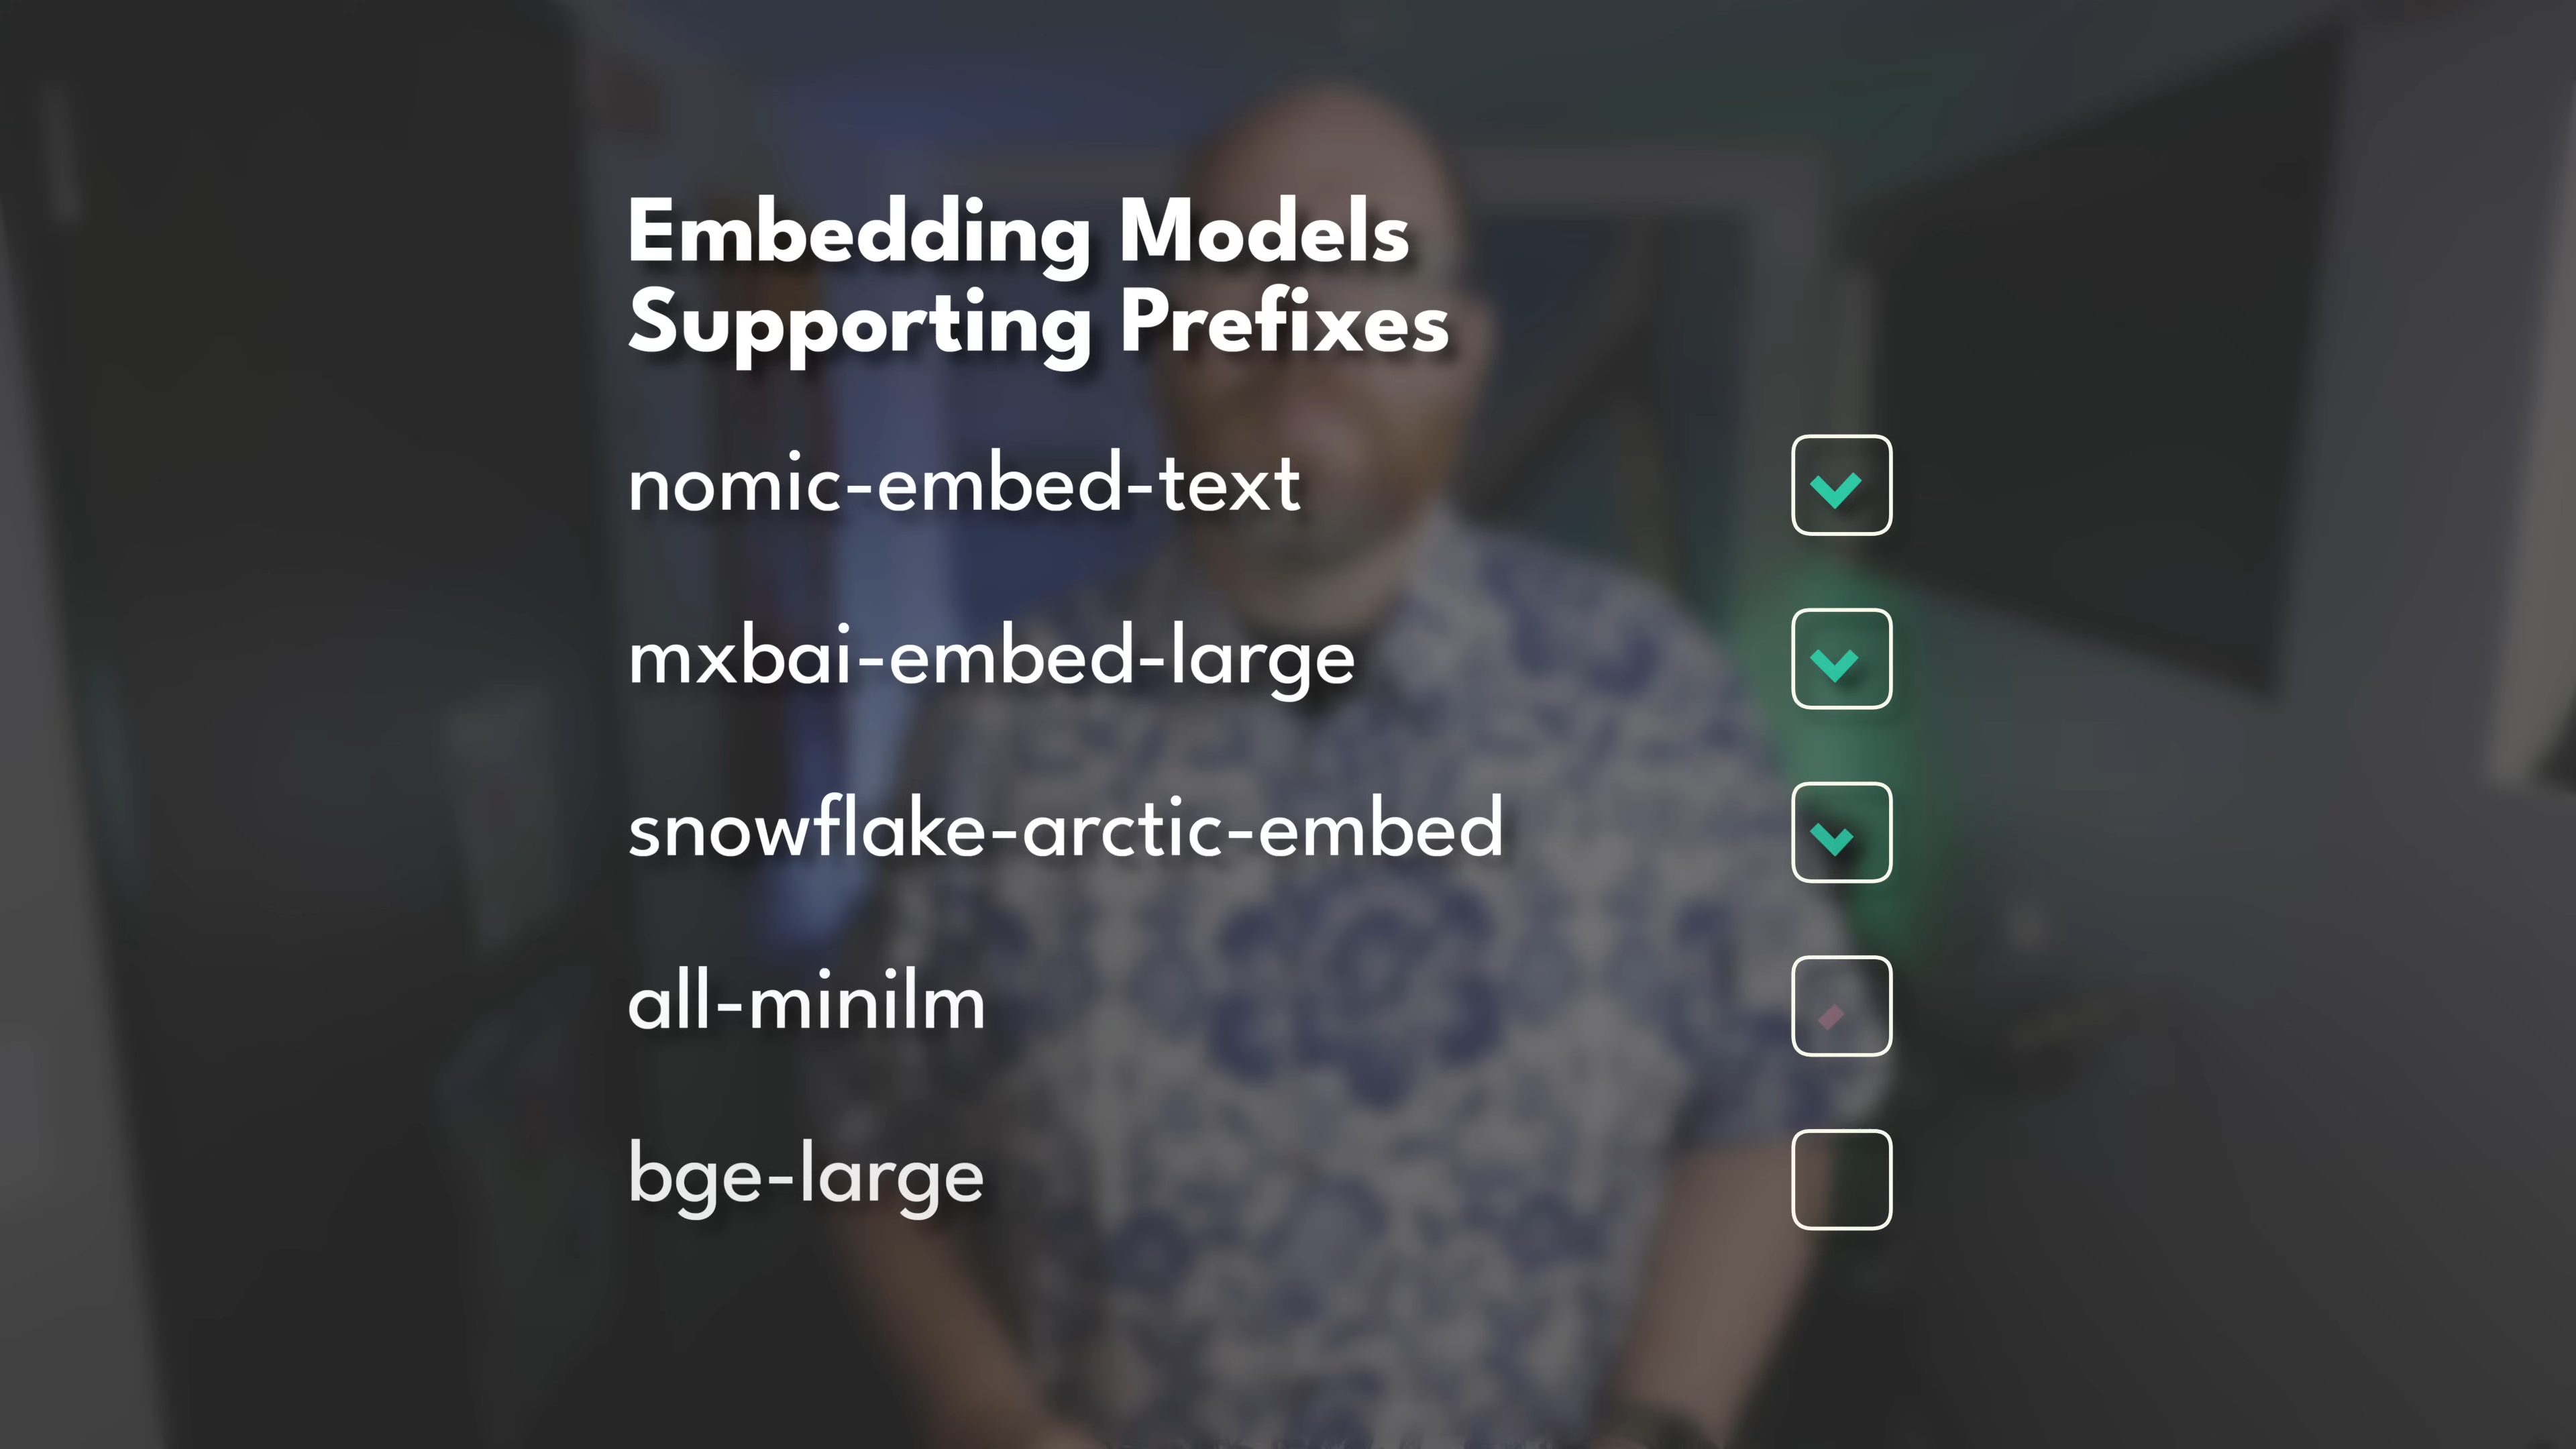 Embedding Models
Supporting Prefixes
nomic-embed-text
mxbai-embed-large
snowflake-arctic-embed
all-minilm
bge-large